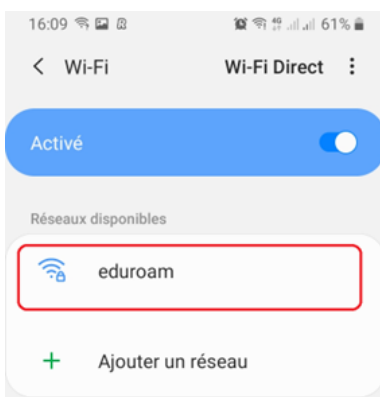 16:09 61%
Wi-Fi Wi-Fi Direct
Activé
Réseaux disponibles
eduroam
Ajouter un réseau